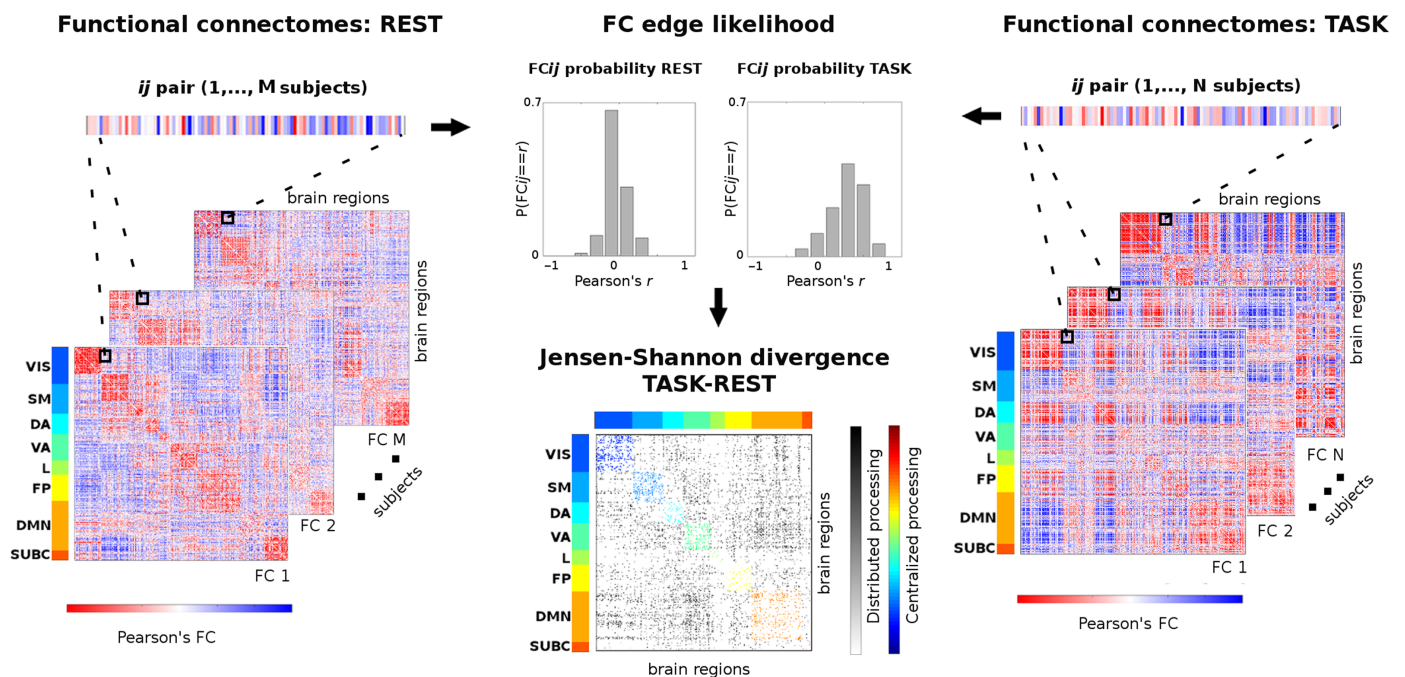 Functional connectomes: REST
FC edge likelihood
Functional connectomes: TASK
ij pair (1,..., M subjects)
brain regions
brain regions
VIS
SM
DA
VA
L
FP
DMN
SUBC
FC M
FC 2
FC 1
subjects
Pearson's FC
FCij probability REST
FCij probability TASK
0.7
P(FCij==r)
0
−1
0
1
Pearson's r
0.7
P(FCij==r)
0
−1
0
1
Pearson's r
Jensen-Shannon divergence
TASK-REST
VIS
SM
DA
VA
L
FP
DMN
SUBC
brain regions
brain regions
Distributed processing
Centralized processing
ij pair (1,..., N subjects)
brain regions
brain regions
VIS
SM
DA
VA
L
FP
DMN
SUBC
FC N
FC 2
FC 1
subjects
Pearson's FC